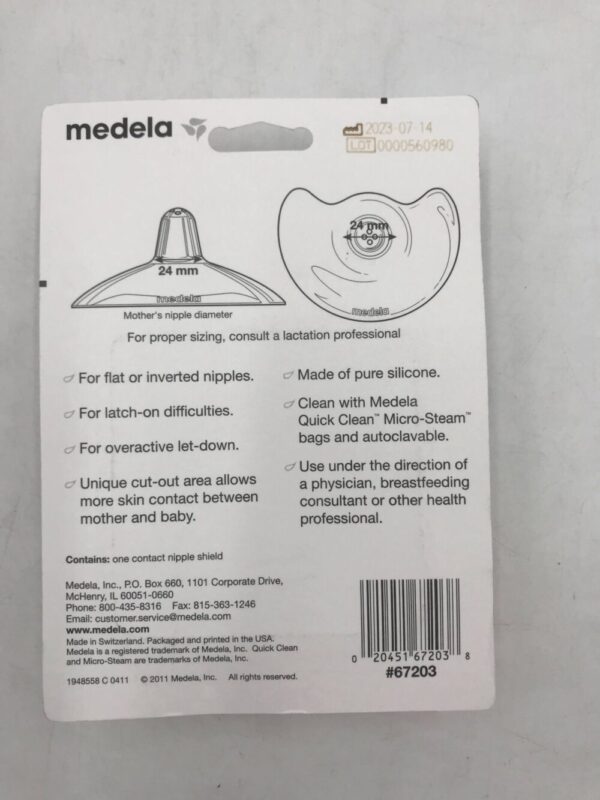 medela
2023-07-14
LOT 0000560980
24 mm
24 mm
medela
medela
Mother's nipple diameter
For proper sizing, consult a lactation professional
For flat or inverted nipples.
For latch-on difficulties.
For overactive let-down.
Unique cut-out area allows
more skin contact between
mother and baby.
Made of pure silicone.
Clean with Medela
Quick Clean™ Micro-Steam™
bags and autoclavable.
Use under the direction of
a physician, breastfeeding
consultant or other health
professional.
Contains: one contact nipple shield
Medela, Inc., P.O. Box 660, 1101 Corporate Drive,
McHenry, IL 60051-0660
Phone: 800-435-8316 Fax: 815-363-1246
Email: customer.service@medela.com
www.medela.com
Made in Switzerland. Packaged and printed in the USA.
Medela is a registered trademark of Medela, Inc. Quick Clean
and Micro-Steam are trademarks of Medela, Inc.
1948558 C 0411 © 2011 Medela, Inc. All rights reserved.
0 20451 67203 8
#67203